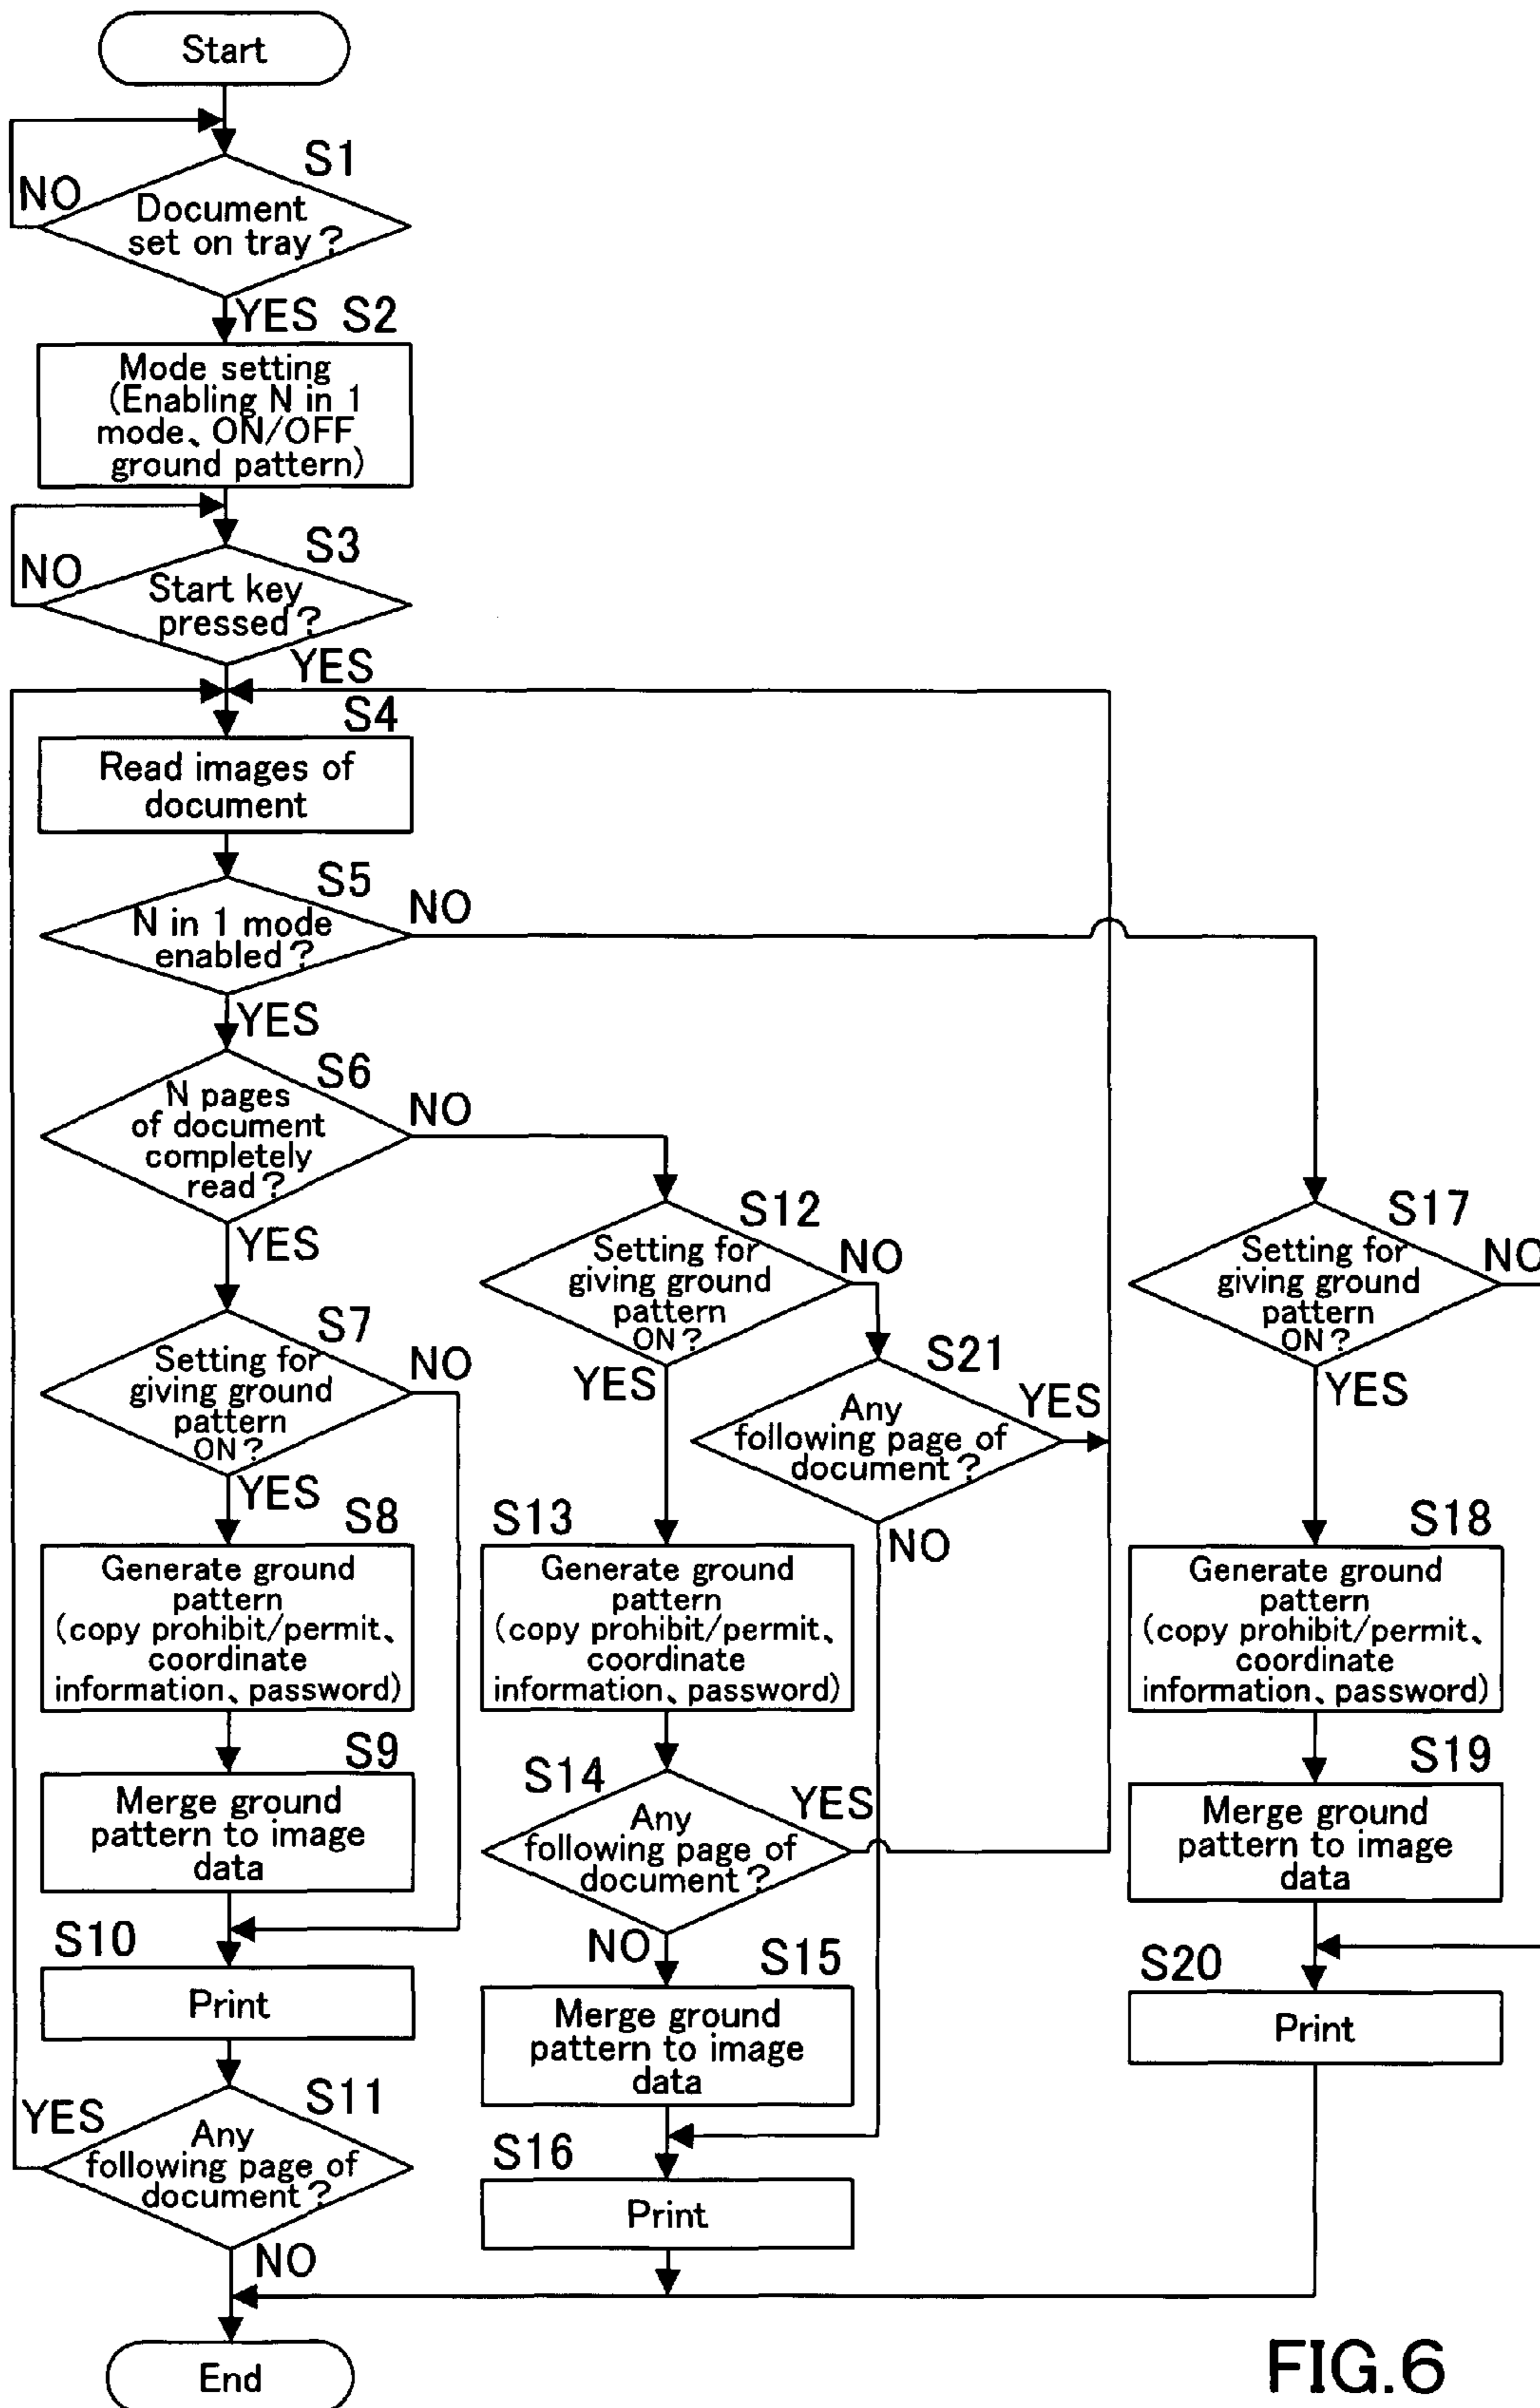 Start
S1
NO
Document
set on tray?
YES
S2
Mode setting
(Enabling N in 1
mode、ON/OFF
ground pattern)
S3
NO
Start key
pressed?
YES
S4
Read images of
document
S5
N in 1 mode
enabled?
NO
YES
S6
N pages
of document
completely
read?
NO
YES
S7
Setting for
giving ground
pattern
ON?
NO
YES
S8
Generate ground
pattern
(copy prohibit/permit、
coordinate
information、password)
S9
Merge ground
pattern to image
data
S10
Print
S11
YES
Any
following page of
document?
NO
End
S12
Setting for
giving ground
pattern
ON?
NO
YES
S21
Any
following page of
document?
YES
NO
S13
Generate ground
pattern
(copy prohibit/permit、
coordinate
information、password)
S14
Any
following page of
document?
YES
NO
S15
Merge ground
pattern to image
data
S16
Print
S17
Setting for
giving ground
pattern
ON?
NO
YES
S18
Generate ground
pattern
(copy prohibit/permit、
coordinate
information、password)
S19
Merge ground
pattern to image
data
S20
Print
FIG.6